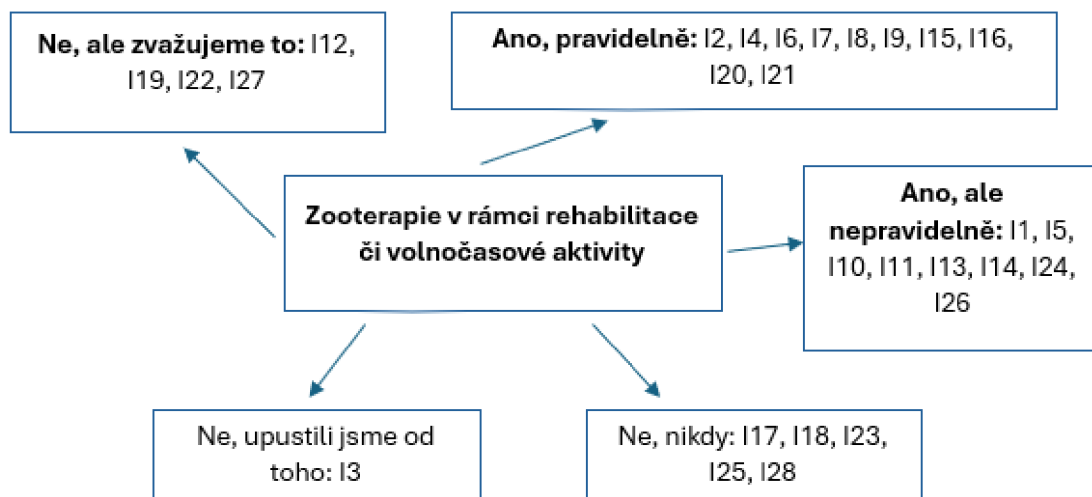 Ne, ale zvažujeme to: I12,
I19, I22, I27
Ano, pravidelně: I2, I4, I6, I7, I8, I9, I15, I16,
I20, I21
Zooterapie v rámci rehabilitace
či volnočasové aktivity
Ano, ale
nepravidelně: I1, I5,
I10, I11, I13, I14, I24,
I26
Ne, upustili jsme od
toho: I3
Ne, nikdy: I17, I18, I23,
I25, I28